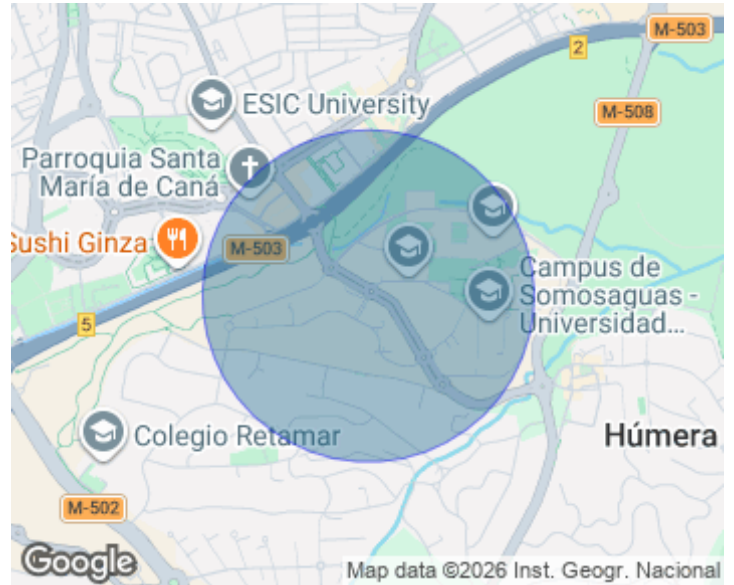 M-503
2
ESIC University
M-508
Parroquia Santa
María de Caná
Sushi Ginza
M-503
Campus de
Somosaguas -
Universidad...
5
Colegio Retamar
Húmera
M-502
Google
Map data ©2026 Inst. Geogr. Nacional